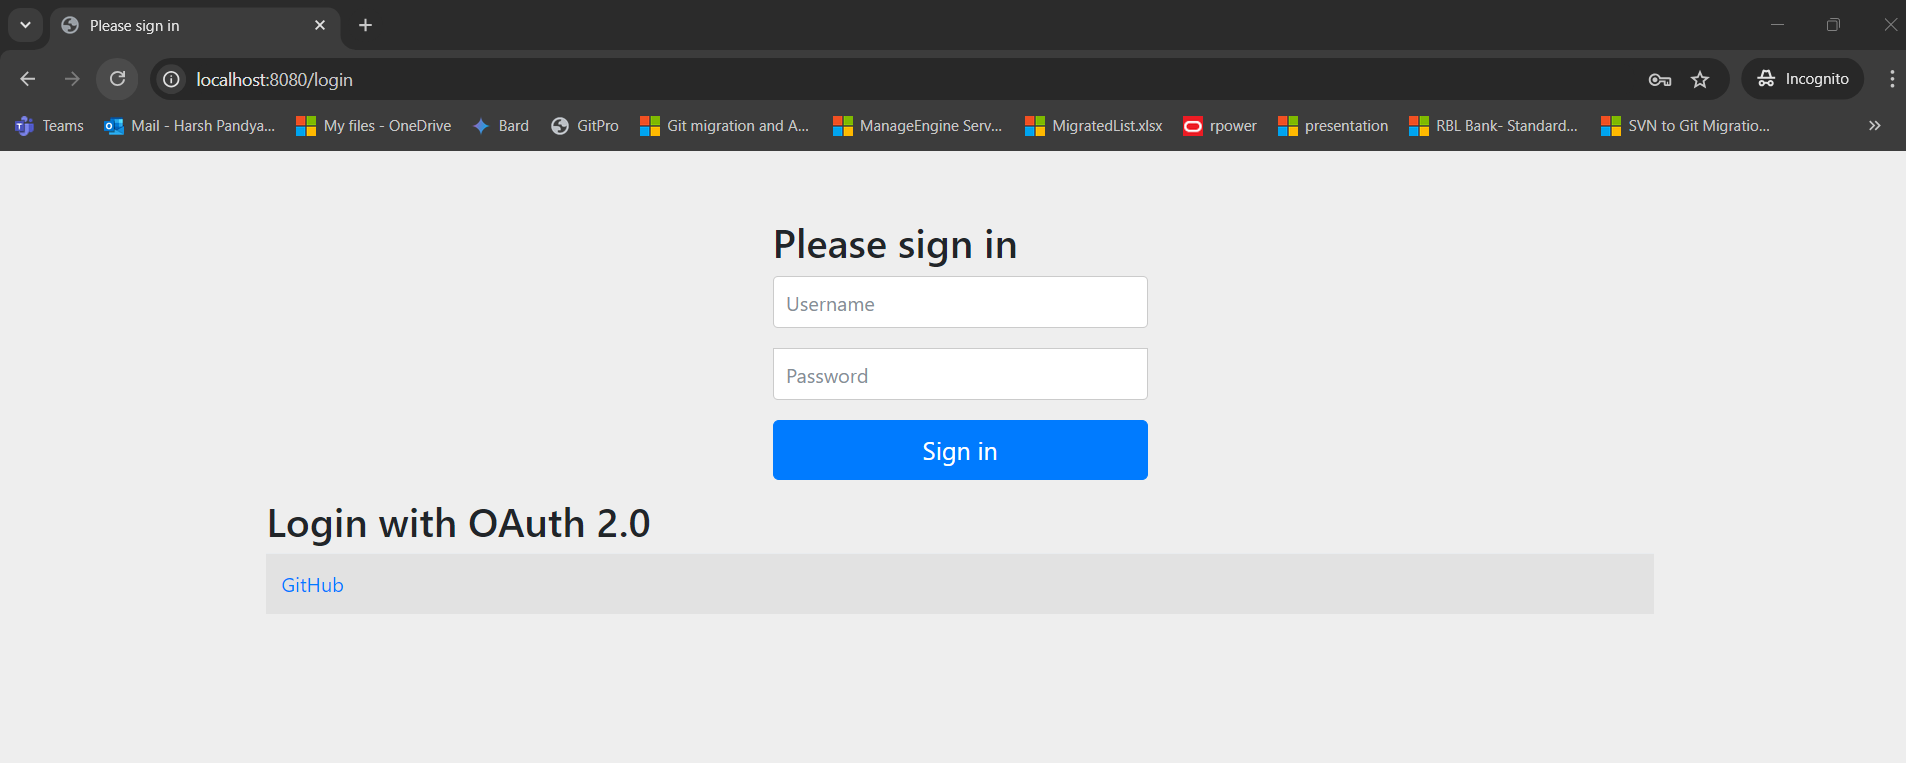 Please sign in
localhost:8080/login
Incognito
Teams Mail - Harsh Pandya... My files - OneDrive Bard GitPro Git migration and A... ManageEngine Serv... MigratedList.xlsx rpower presentation RBL Bank- Standard... SVN to Git Migratio...
Please sign in
Username
Password
Sign in
Login with OAuth 2.0
GitHub